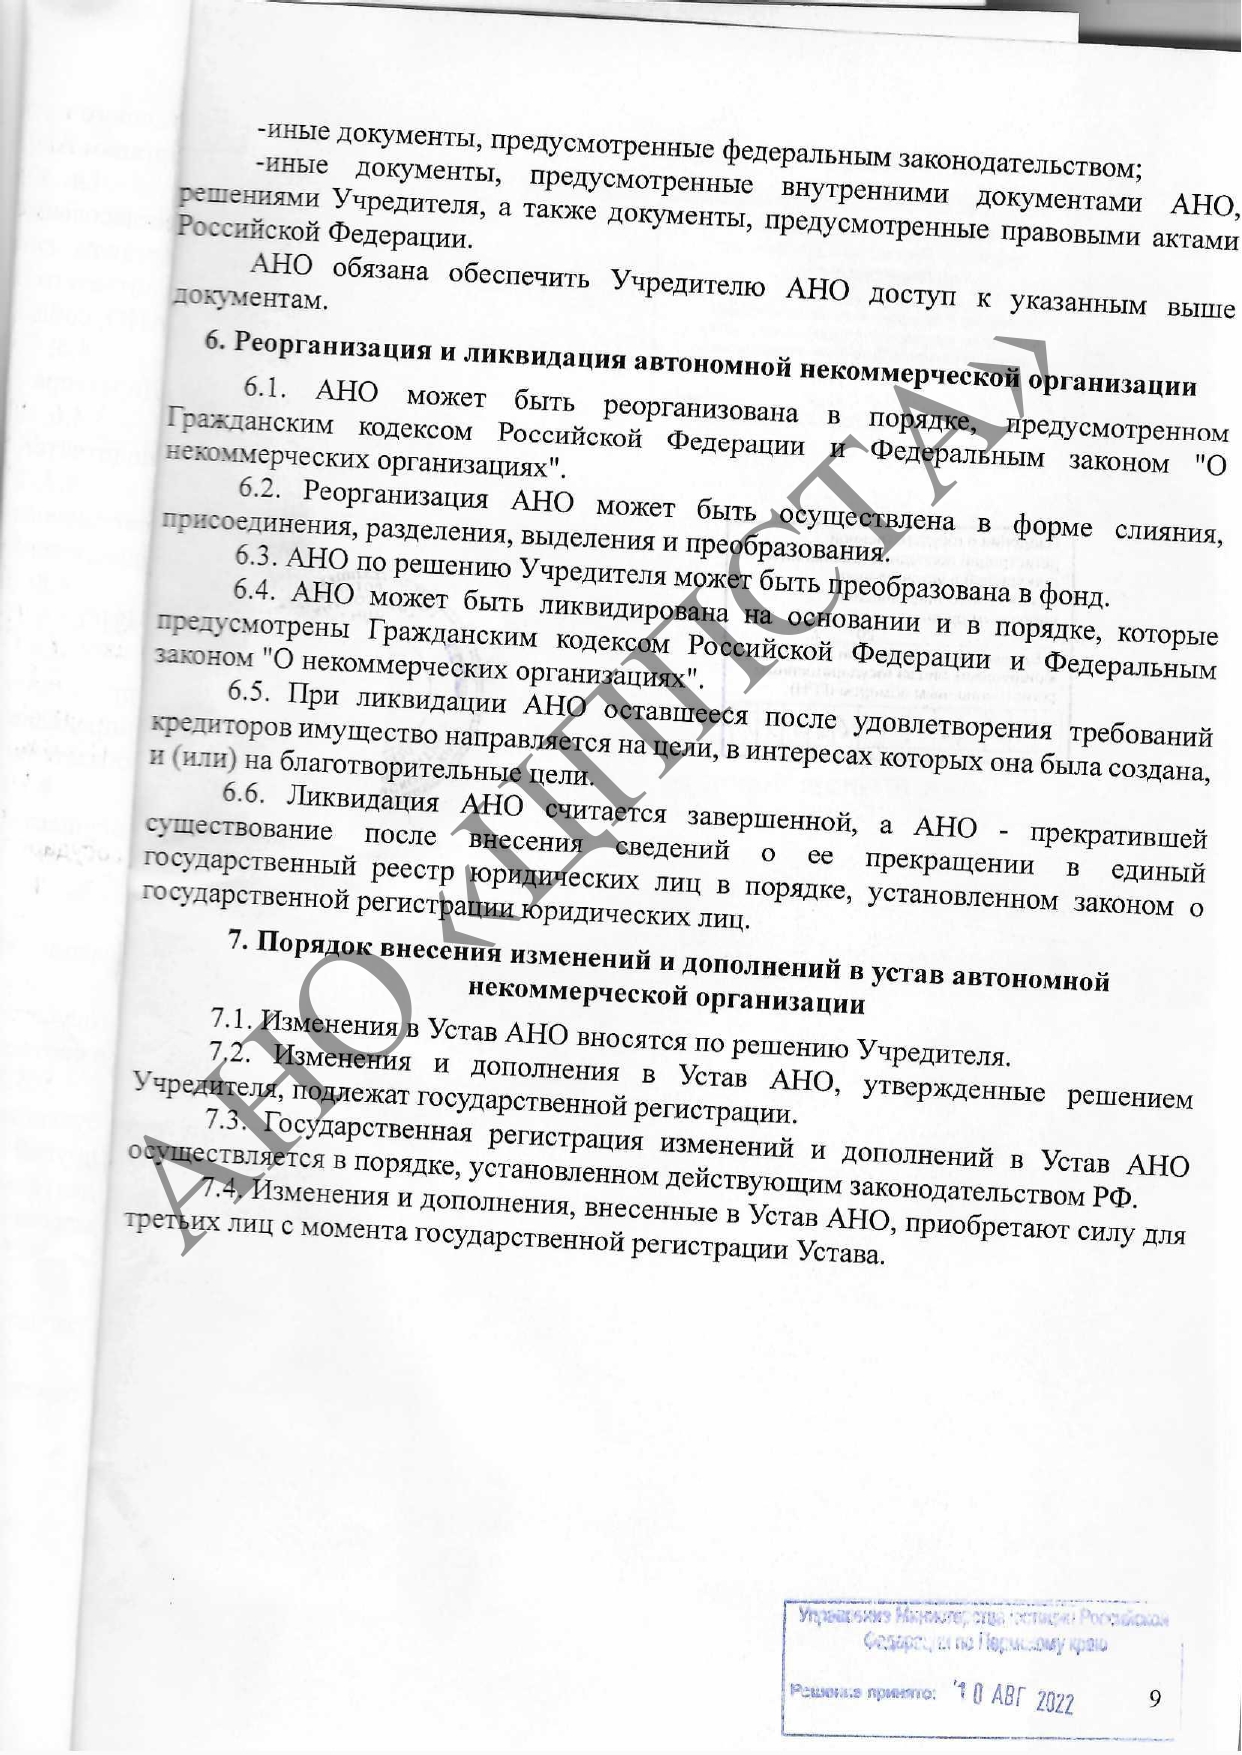 -иные документы, предусмотренные федеральным законодательством;
-иные документы, предусмотренные внутренними документами АНО,
решениями Учредителя, а также документы, предусмотренные правовыми актами
Российской Федерации.
АНО обязана обеспечить Учредителю АНО доступ к указанным выше
документам.
6. Реорганизация и ликвидация автономной некоммерческой организации
6.1. АНО может быть реорганизована в порядке, предусмотренном
Гражданским кодексом Российской Федерации и Федеральным законом "О
некоммерческих организациях".
6.2. Реорганизация АНО может быть осуществлена в форме слияния,
присоединения, разделения, выделения и преобразования.
6.3. АНО по решению Учредителя может быть преобразована в фонд.
6.4. АНО может быть ликвидирована на основании и в порядке, которые
предусмотрены Гражданским кодексом Российской Федерации и Федеральным
законом "О некоммерческих организациях".
6.5. При ликвидации АНО оставшееся после удовлетворения требований
кредиторов имущество направляется на цели, в интересах которых она была создана,
и (или) на благотворительные цели.
6.6. Ликвидация АНО считается завершенной, а АНО - прекратившей
существование после внесения сведений о ее прекращении в единый
государственный реестр юридических лиц в порядке, установленном законом о
государственной регистрации юридических лиц.
7. Порядок внесения изменений и дополнений в устав автономной
некоммерческой организации
7.1. Изменения в Устав АНО вносятся по решению Учредителя.
7.2. Изменения и дополнения в Устав АНО, утвержденные решением
Учредителя, подлежат государственной регистрации.
7.3. Государственная регистрация изменений и дополнений в Устав АНО
осуществляется в порядке, установленном действующим законодательством РФ.
7.4. Изменения и дополнения, внесенные в Устав АНО, приобретают силу для
третьих лиц с момента государственной регистрации Устава.
АНО «ЦППСТА»
Управление Министерства юстиции Российской
Федерации по Пермскому краю
Решение принято: 10 АВГ 2022
9